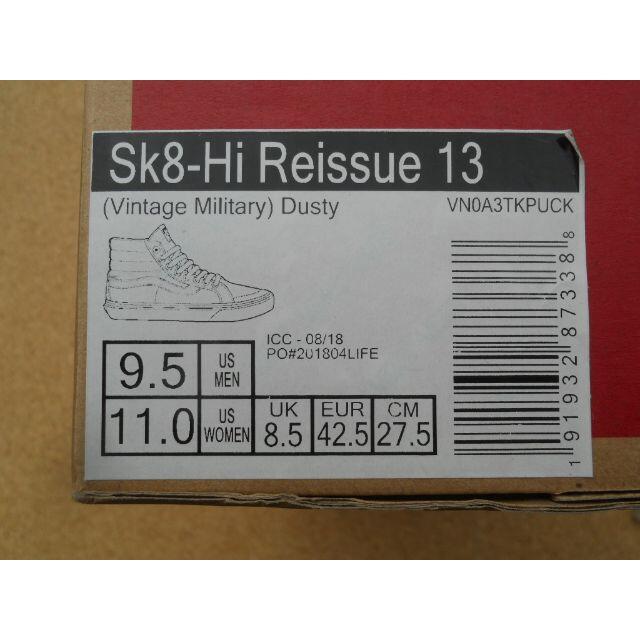 Sk8-Hi Reissue 13
(Vintage Military) Dusty VN0A3TKPUCK
ICC - 08/18
PO#201804LIFE
9.5 US MEN
11.0 US WOMEN
UK 8.5
EUR 42.5
CM 27.5
1 91932 87338 8